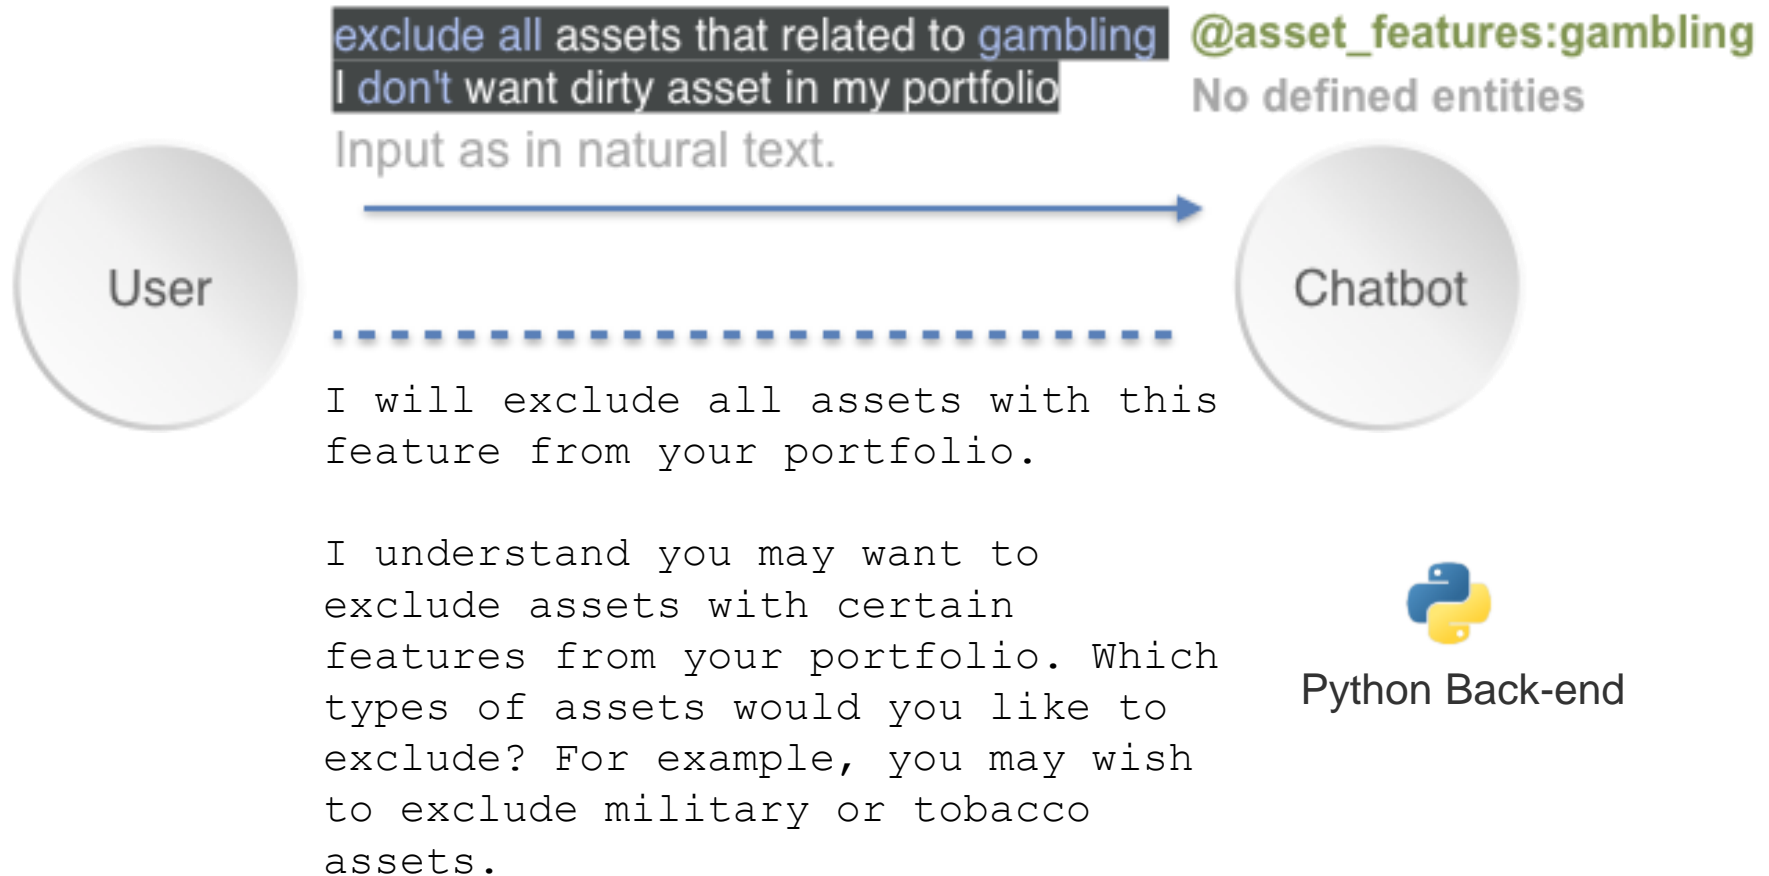 exclude all assets that related to gambling
@asset_features:gambling
I don't want dirty asset in my portfolio
No defined entities
Input as in natural text.
User
Chatbot
I will exclude all assets with this
feature from your portfolio.
I understand you may want to
exclude assets with certain
features from your portfolio. Which
types of assets would you like to
exclude? For example, you may wish
to exclude military or tobacco
assets.
Python Back-end